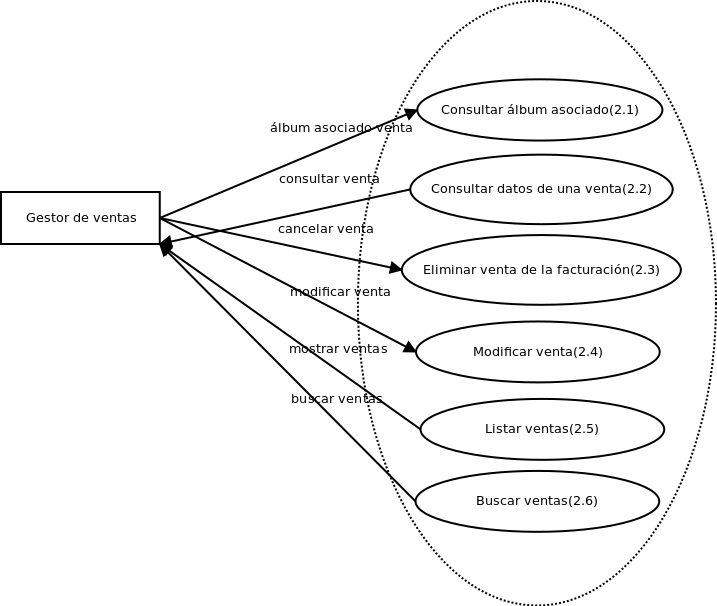 Consultar álbum asociado(2.1)
álbum asociado venta
consultar venta
Consultar datos de una venta(2.2)
Gestor de ventas
cancelar venta
Eliminar venta de la facturación(2.3)
modificar venta
Modificar venta(2.4)
mostrar ventas
buscar ventas
Listar ventas(2.5)
Buscar ventas(2.6)